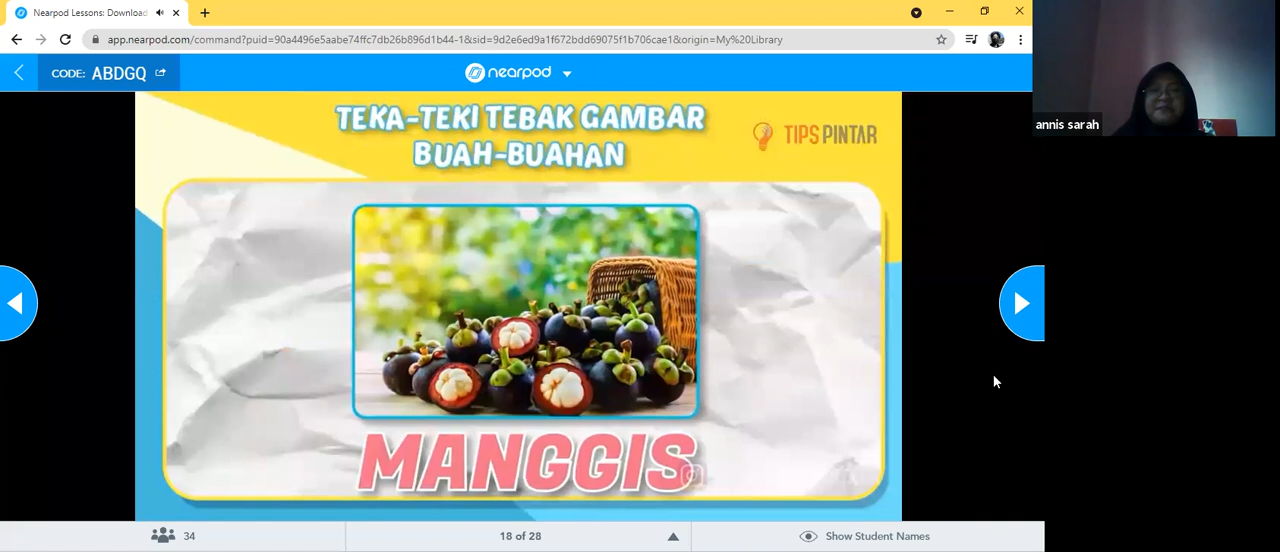 Nearpod Lessons: Download
app.nearpod.com/command?puid=90a4496e5aabe74ffc7db26b896d1b44-1&sid=9d2e6ed9a1f672bdd69075f1b706cae1&origin=My%20Library
CODE: ABDGQ
nearpod
annis sarah
TEKA-TEKI TEBAK GAMBAR
BUAH-BUAHAN
TIPS PINTAR
MANGGIS
34
18 of 28
Show Student Names